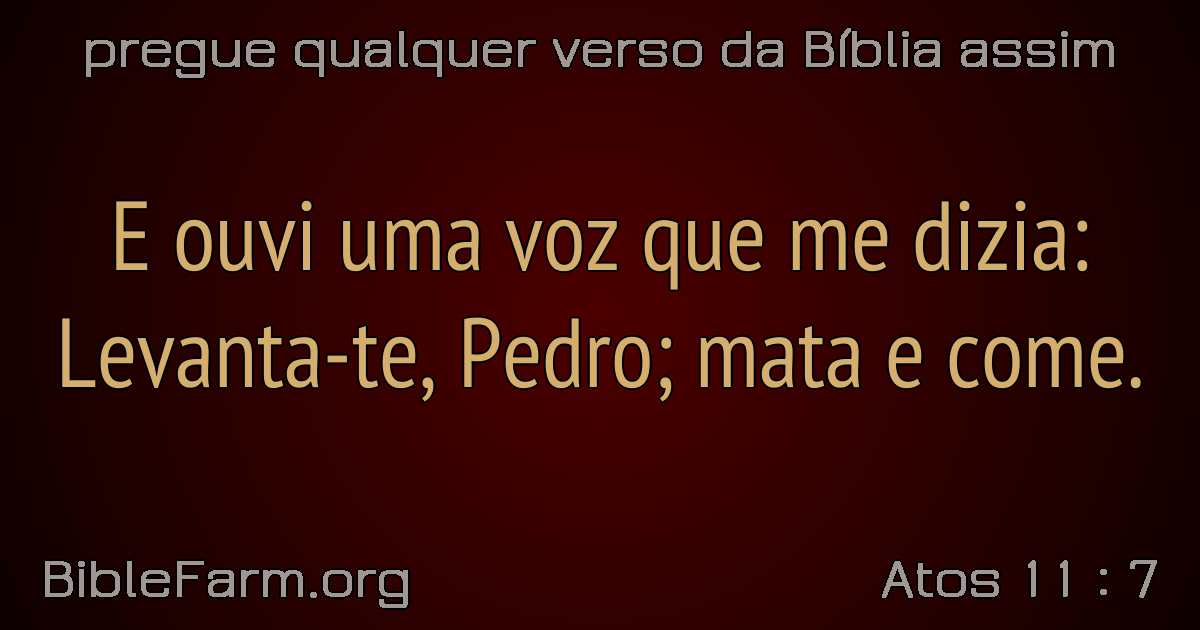 pregue qualquer verso da Bíblia assim
E ouvi uma voz que me dizia:
Levanta-te, Pedro; mata e come.
BibleFarm.org
Atos 11 : 7